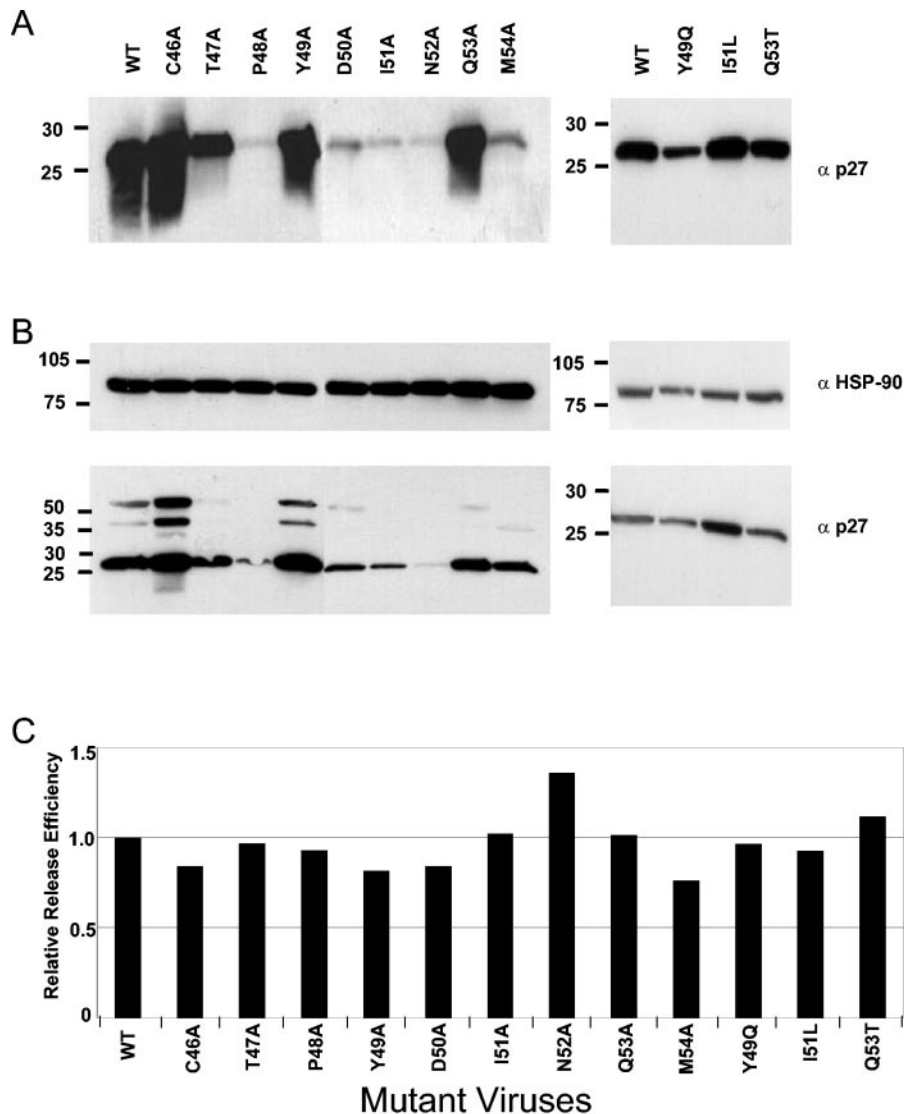 A
WT C46A T47A P48A Y49A D50A I51A N52A Q53A M54A
WT Y49Q I51L Q53T
30
25
30
25
α p27
B
105
75
105
75
α HSP-90
50
35
30
25
30
25
α p27
C
Relative Release Efficiency
1.5
1.0
0.5
0
WT C46A T47A P48A Y49A D50A I51A N52A Q53A M54A Y49Q I51L Q53T
Mutant Viruses